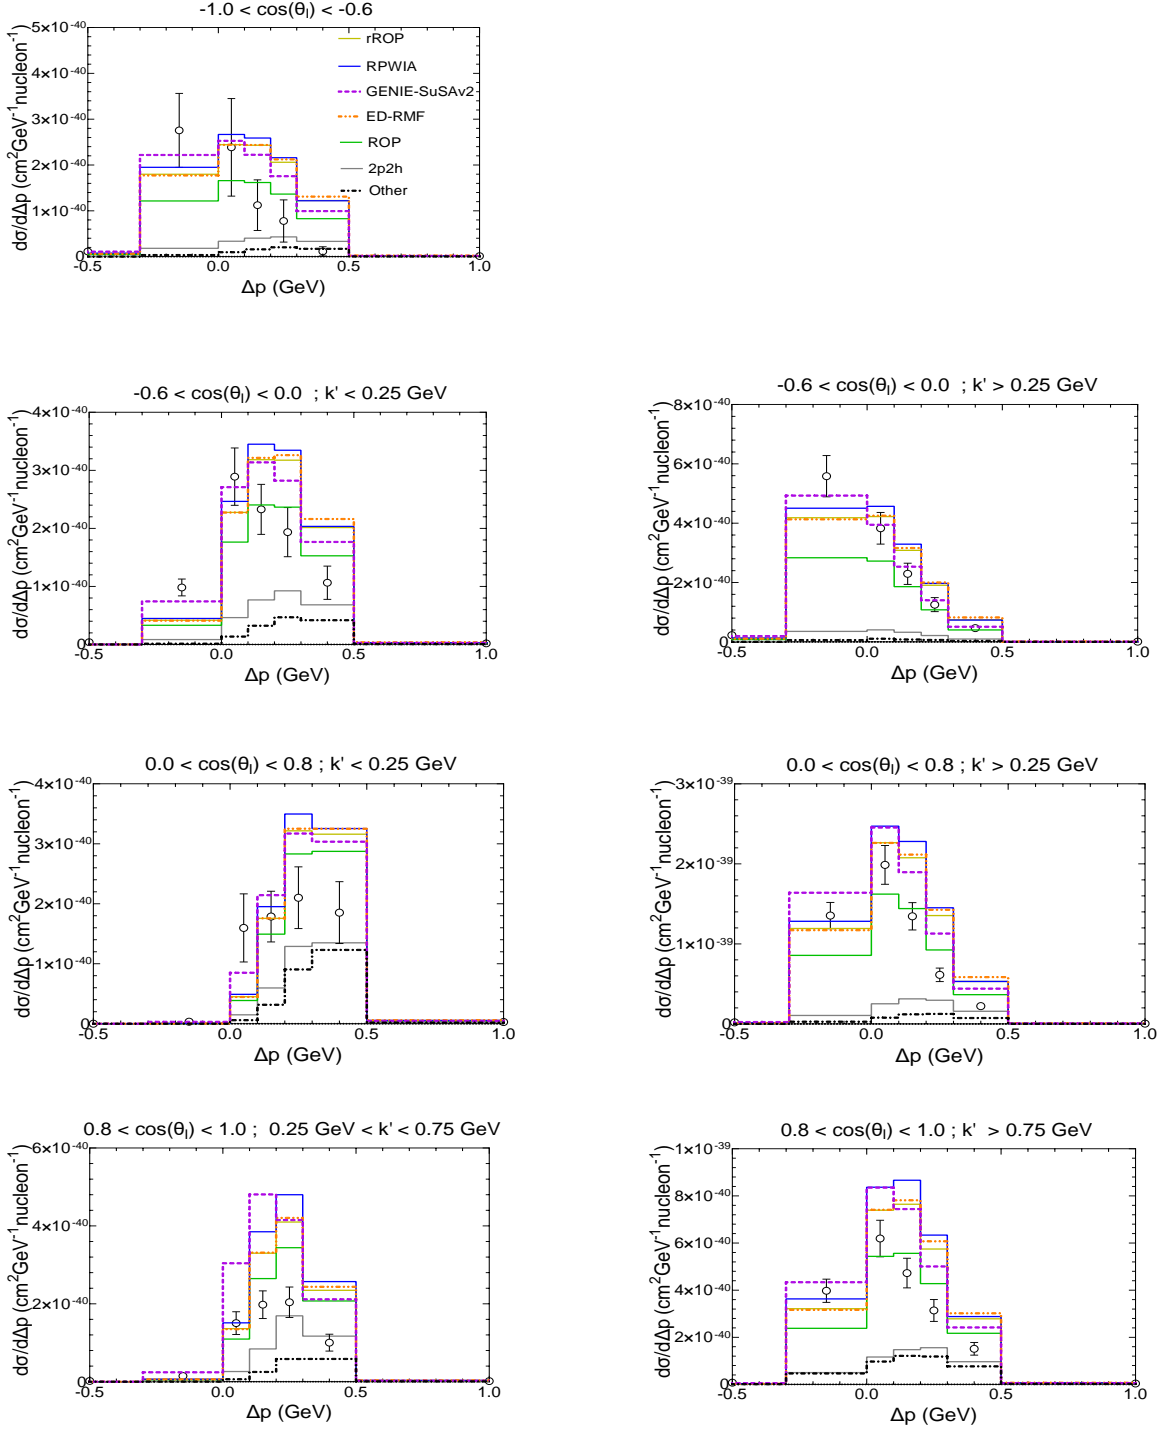 -1.0 < cos(θl) < -0.6
dσ/dΔp (cm²GeV⁻¹nucleon⁻¹)
5×10⁻⁴⁰
4×10⁻⁴⁰
3×10⁻⁴⁰
2×10⁻⁴⁰
1×10⁻⁴⁰
0
rROP
RPWIA
GENIE-SuSAv2
ED-RMF
ROP
2p2h
Other
-0.5 0.0 0.5 1.0
Δp (GeV)
-0.6 < cos(θl) < 0.0 ; k' < 0.25 GeV
dσ/dΔp (cm²GeV⁻¹nucleon⁻¹)
4×10⁻⁴⁰
3×10⁻⁴⁰
2×10⁻⁴⁰
1×10⁻⁴⁰
0
-0.5 0.0 0.5 1.0
Δp (GeV)
-0.6 < cos(θl) < 0.0 ; k' > 0.25 GeV
dσ/dΔp (cm²GeV⁻¹nucleon⁻¹)
8×10⁻⁴⁰
6×10⁻⁴⁰
4×10⁻⁴⁰
2×10⁻⁴⁰
0
-0.5 0.0 0.5 1.0
Δp (GeV)
0.0 < cos(θl) < 0.8 ; k' < 0.25 GeV
dσ/dΔp (cm²GeV⁻¹nucleon⁻¹)
4×10⁻⁴⁰
3×10⁻⁴⁰
2×10⁻⁴⁰
1×10⁻⁴⁰
0
-0.5 0.0 0.5 1.0
Δp (GeV)
0.0 < cos(θl) < 0.8 ; k' > 0.25 GeV
dσ/dΔp (cm²GeV⁻¹nucleon⁻¹)
3×10⁻³⁹
2×10⁻³⁹
1×10⁻³⁹
0
-0.5 0.0 0.5 1.0
Δp (GeV)
0.8 < cos(θl) < 1.0 ; 0.25 GeV < k' < 0.75 GeV
dσ/dΔp (cm²GeV⁻¹nucleon⁻¹)
6×10⁻⁴⁰
4×10⁻⁴⁰
2×10⁻⁴⁰
0
-0.5 0.0 0.5 1.0
Δp (GeV)
0.8 < cos(θl) < 1.0 ; k' > 0.75 GeV
dσ/dΔp (cm²GeV⁻¹nucleon⁻¹)
1×10⁻³⁹
8×10⁻⁴⁰
6×10⁻⁴⁰
4×10⁻⁴⁰
2×10⁻⁴⁰
0
-0.5 0.0 0.5 1.0
Δp (GeV)